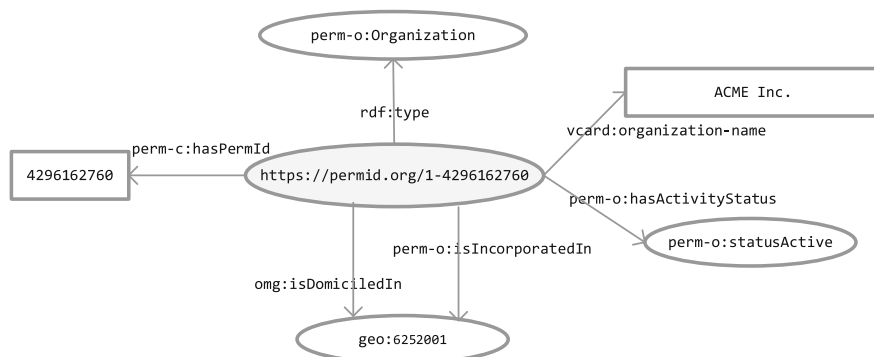 perm-o:Organization
ACME Inc.
rdf:type
vcard:organization-name
perm-c:hasPermId
4296162760
https://permid.org/1-4296162760
perm-o:hasActivityStatus
perm-o:isIncorporatedIn
perm-o:statusActive
omg:isDomiciledIn
geo:6252001